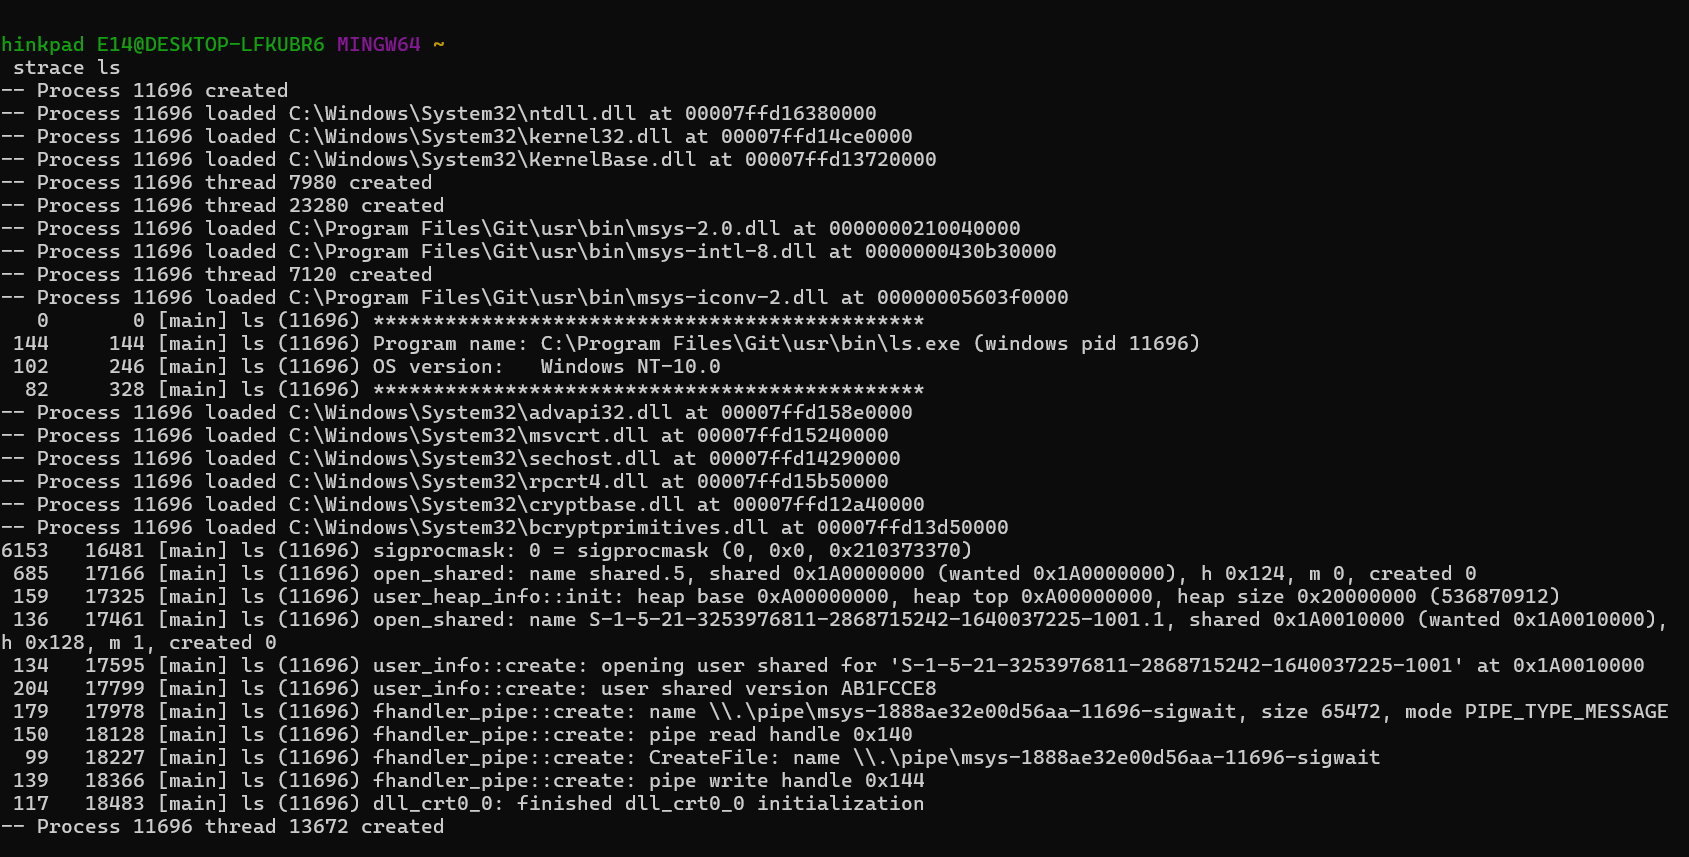 hinkpad E14@DESKTOP-LFKUBR6 MINGW64 ~
strace ls
-- Process 11696 created
-- Process 11696 loaded C:\Windows\System32\ntdll.dll at 00007ffd16380000
-- Process 11696 loaded C:\Windows\System32\kernel32.dll at 00007ffd14ce0000
-- Process 11696 loaded C:\Windows\System32\KernelBase.dll at 00007ffd13720000
-- Process 11696 thread 7980 created
-- Process 11696 thread 23280 created
-- Process 11696 loaded C:\Program Files\Git\usr\bin\msys-2.0.dll at 0000000210040000
-- Process 11696 loaded C:\Program Files\Git\usr\bin\msys-intl-8.dll at 0000000430b30000
-- Process 11696 thread 7120 created
-- Process 11696 loaded C:\Program Files\Git\usr\bin\msys-iconv-2.dll at 00000005603f0000
0 0 [main] ls (11696) **********************************************
144 144 [main] ls (11696) Program name: C:\Program Files\Git\usr\bin\ls.exe (windows pid 11696)
102 246 [main] ls (11696) OS version: Windows NT-10.0
82 328 [main] ls (11696) **********************************************
-- Process 11696 loaded C:\Windows\System32\advapi32.dll at 00007ffd158e0000
-- Process 11696 loaded C:\Windows\System32\msvcrt.dll at 00007ffd15240000
-- Process 11696 loaded C:\Windows\System32\sechost.dll at 00007ffd14290000
-- Process 11696 loaded C:\Windows\System32\rpcrt4.dll at 00007ffd15b50000
-- Process 11696 loaded C:\Windows\System32\cryptbase.dll at 00007ffd12a40000
-- Process 11696 loaded C:\Windows\System32\bcryptprimitives.dll at 00007ffd13d50000
6153 16481 [main] ls (11696) sigprocmask: 0 = sigprocmask (0, 0x0, 0x210373370)
685 17166 [main] ls (11696) open_shared: name shared.5, shared 0x1A0000000 (wanted 0x1A0000000), h 0x124, m 0, created 0
159 17325 [main] ls (11696) user_heap_info::init: heap base 0xA00000000, heap top 0xA00000000, heap size 0x20000000 (536870912)
136 17461 [main] ls (11696) open_shared: name S-1-5-21-3253976811-2868715242-1640037225-1001.1, shared 0x1A0010000 (wanted 0x1A0010000),
h 0x128, m 1, created 0
134 17595 [main] ls (11696) user_info::create: opening user shared for 'S-1-5-21-3253976811-2868715242-1640037225-1001' at 0x1A0010000
204 17799 [main] ls (11696) user_info::create: user shared version AB1FCCE8
179 17978 [main] ls (11696) fhandler_pipe::create: name \\.\pipe\msys-1888ae32e00d56aa-11696-sigwait, size 65472, mode PIPE_TYPE_MESSAGE
150 18128 [main] ls (11696) fhandler_pipe::create: pipe read handle 0x140
99 18227 [main] ls (11696) fhandler_pipe::create: CreateFile: name \\.\pipe\msys-1888ae32e00d56aa-11696-sigwait
139 18366 [main] ls (11696) fhandler_pipe::create: pipe write handle 0x144
117 18483 [main] ls (11696) dll_crt0_0: finished dll_crt0_0 initialization
-- Process 11696 thread 13672 created